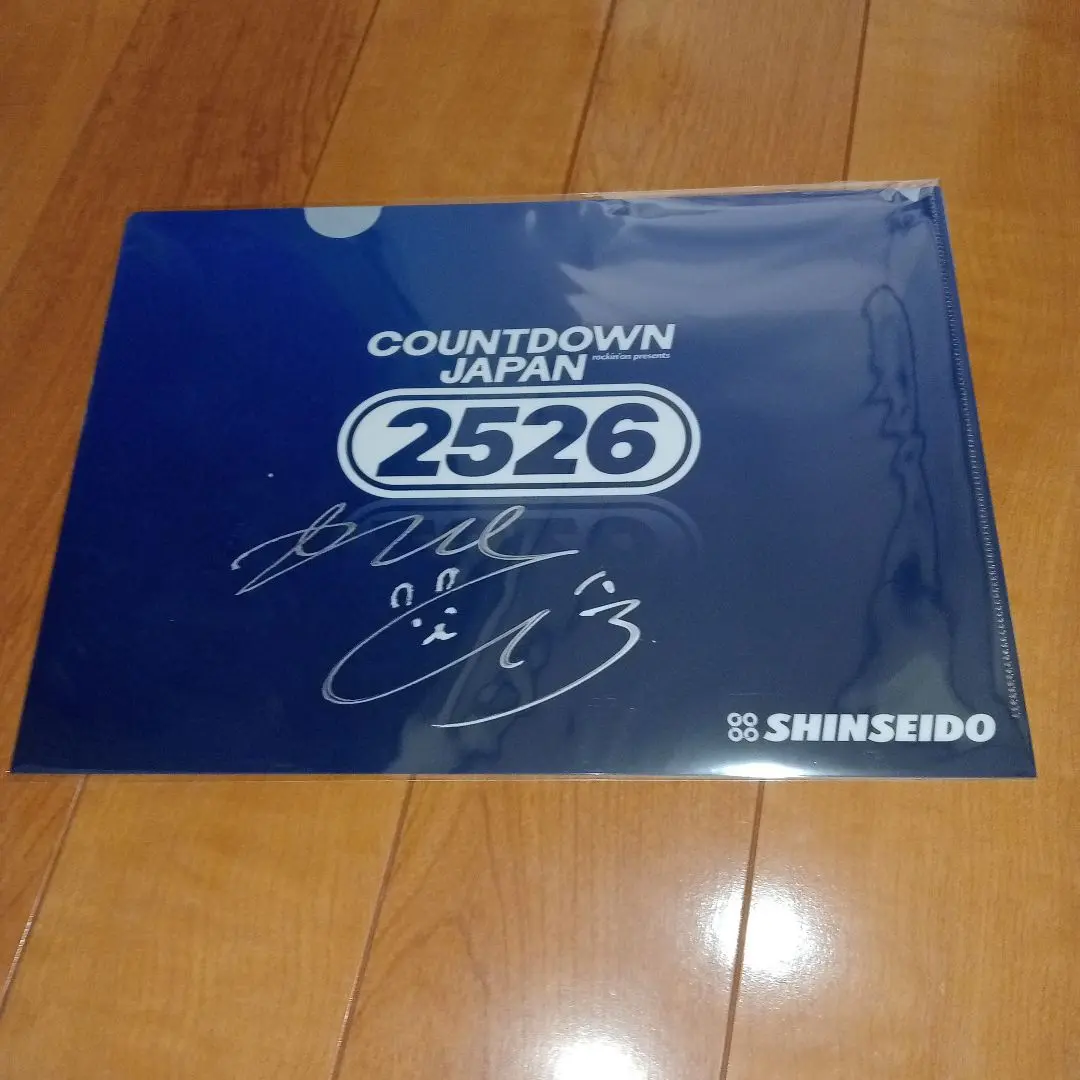 COUNTDOWN
JAPAN rockin'on presents
2526
SHINSEIDO